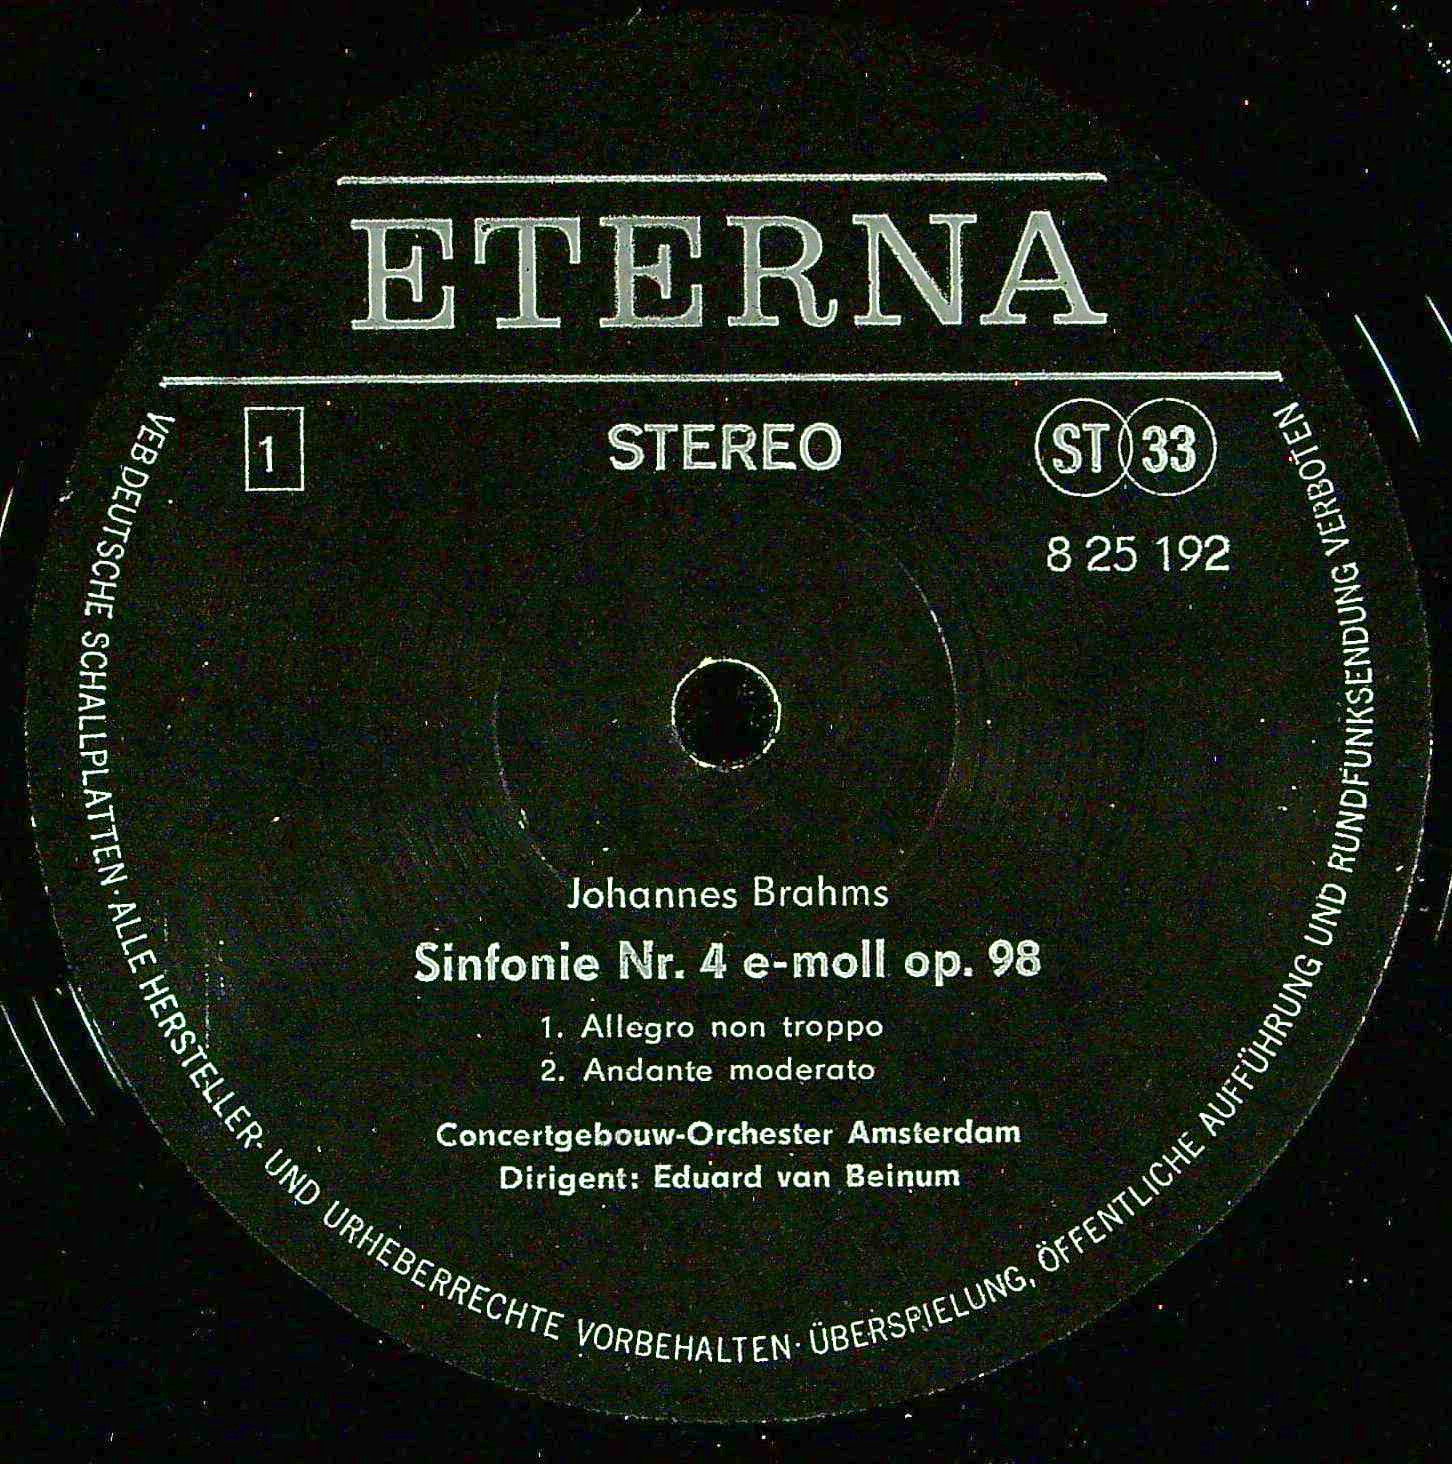 ETERNA
1
STEREO
ST 33
8 25 192
Johannes Brahms
Sinfonie Nr. 4 e-moll op. 98
1. Allegro non troppo
2. Andante moderato
Concertgebouw-Orchester Amsterdam
Dirigent: Eduard van Beinum
VEB DEUTSCHE SCHALLPLATTEN · ALLE HERSTELLER- UND URHEBERRECHTE VORBEHALTEN · ÜBERSPIELUNG, ÖFFENTLICHE AUFFÜHRUNG UND RUNDFUNKSENDUNG VERBOTEN